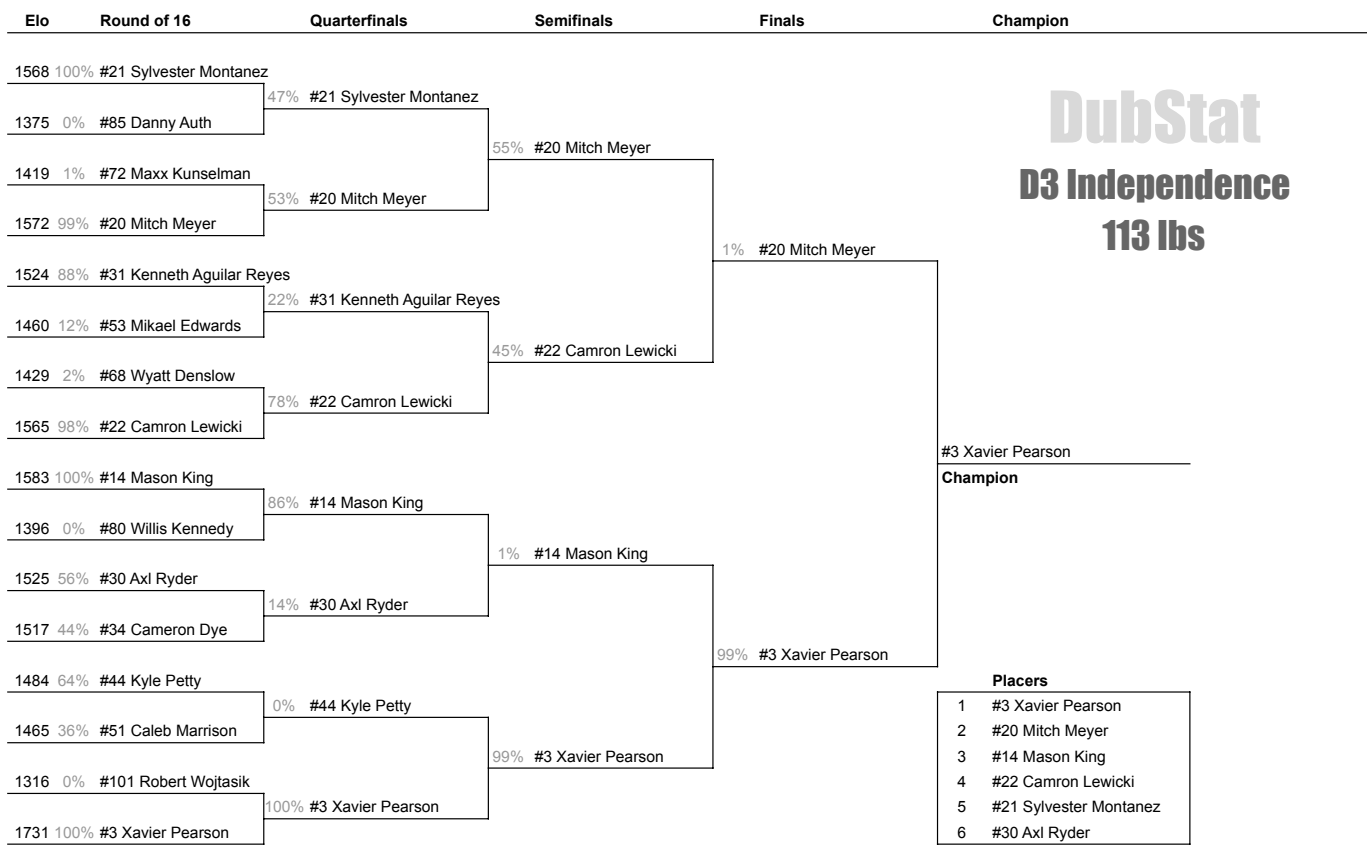 Elo Round of 16 Quarterfinals Semifinals Finals Champion
1568 100% #21 Sylvester Montanez
47% #21 Sylvester Montanez
DubStat
1375 0% #85 Danny Auth
55% #20 Mitch Meyer
1419 1% #72 Maxx Kunselman
D3 Independence
53% #20 Mitch Meyer
1572 99% #20 Mitch Meyer
113 lbs
1% #20 Mitch Meyer
1524 88% #31 Kenneth Aguilar Reyes
22% #31 Kenneth Aguilar Reyes
1460 12% #53 Mikael Edwards
45% #22 Camron Lewicki
1429 2% #68 Wyatt Denslow
78% #22 Camron Lewicki
1565 98% #22 Camron Lewicki
#3 Xavier Pearson
1583 100% #14 Mason King
Champion
86% #14 Mason King
1396 0% #80 Willis Kennedy
1% #14 Mason King
1525 56% #30 Axl Ryder
14% #30 Axl Ryder
1517 44% #34 Cameron Dye
99% #3 Xavier Pearson
1484 64% #44 Kyle Petty
0% #44 Kyle Petty
1465 36% #51 Caleb Marrison
99% #3 Xavier Pearson
1316 0% #101 Robert Wojtasik
100% #3 Xavier Pearson
1731 100% #3 Xavier Pearson
Placers
1 #3 Xavier Pearson
2 #20 Mitch Meyer
3 #14 Mason King
4 #22 Camron Lewicki
5 #21 Sylvester Montanez
6 #30 Axl Ryder